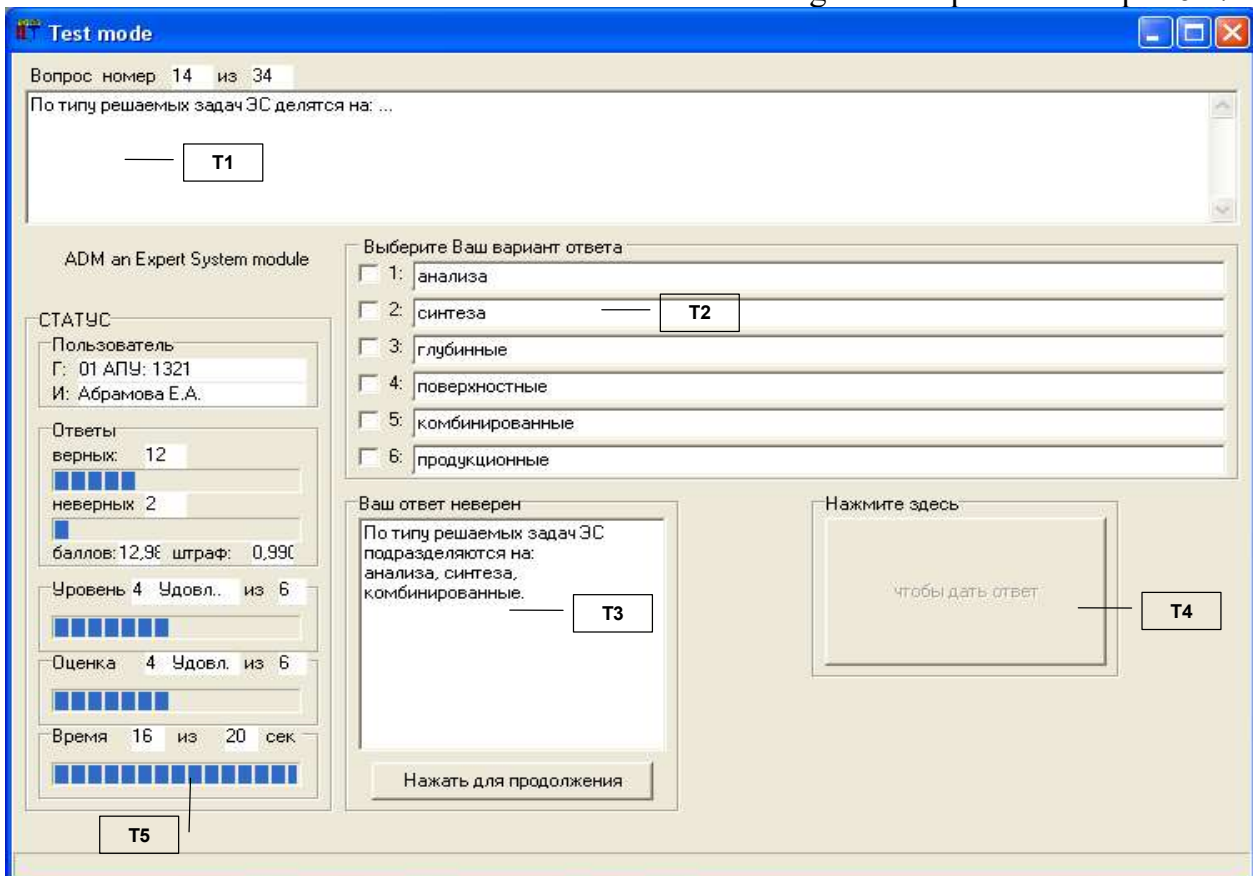 Test mode
Вопрос номер 14 из 34
По типу решаемых задач ЭС делятся на: ...
T1
ADM an Expert System module
Выберите Ваш вариант ответа
1: анализа
2: синтеза
T2
3: глубинные
4: поверхностные
5: комбинированные
6: продукционные
СТАТУС
Пользователь
Г: 01 АПУ: 1321
И: Абрамова Е.А.
Ответы
верных: 12
неверных 2
баллов: 12,98 штраф: 0,990
Уровень 4 Удовл.. из 6
Оценка 4 Удовл. из 6
Время 16 из 20 сек
T5
Ваш ответ неверен
По типу решаемых задач ЭС
подразделяются на:
анализа, синтеза,
комбинированные.
T3
Нажать для продолжения
Нажмите здесь
чтобы дать ответ
T4